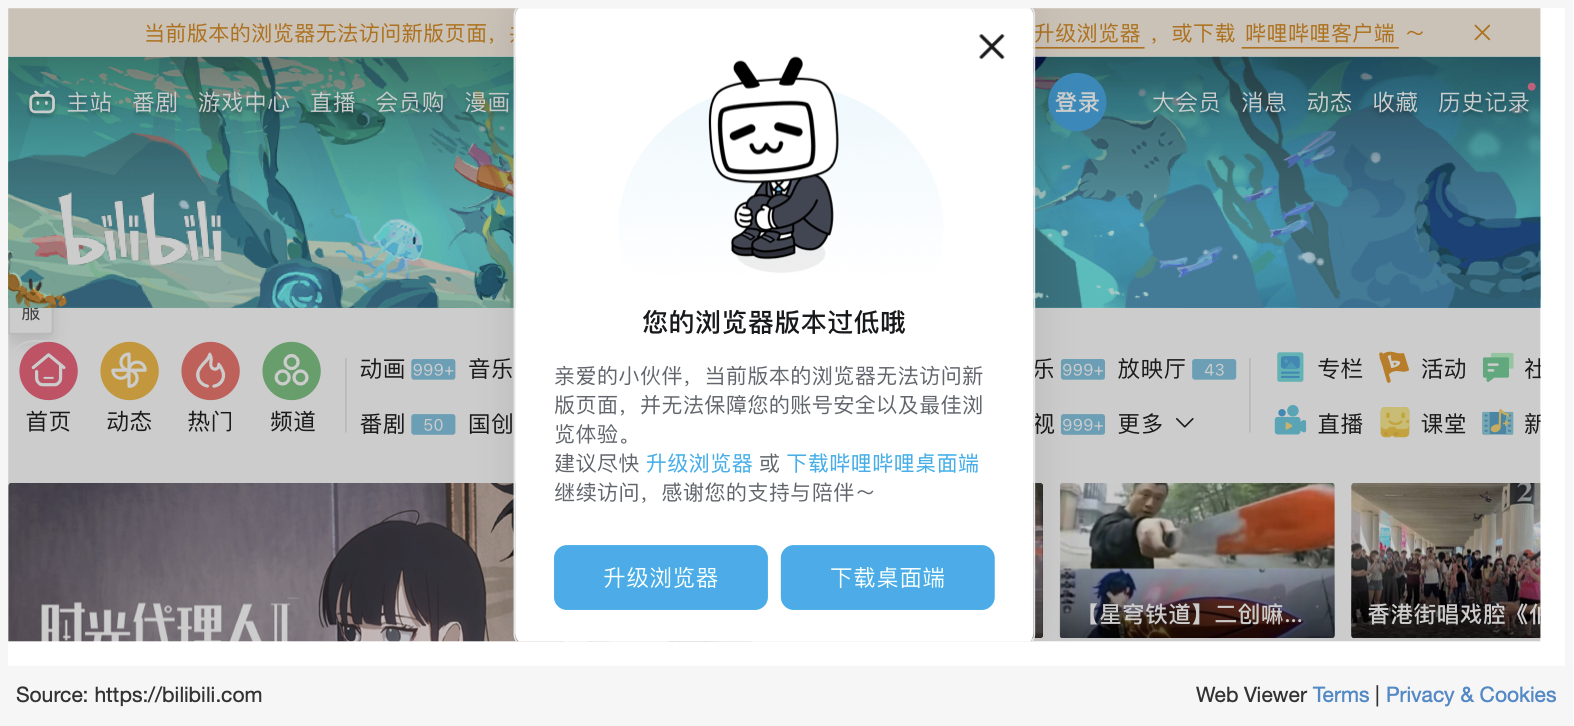 当前版本的浏览器无法访问新版页面，
升级浏览器 ，或下载 哔哩哔哩客户端 ～
主站 番剧 游戏中心 直播 会员购 漫画
登录 大会员 消息 动态 收藏 历史记录
bilibili
您的浏览器版本过低哦
亲爱的小伙伴，当前版本的浏览器无法访问新
版页面，并无法保障您的账号安全以及最佳浏
览体验。
建议尽快 升级浏览器 或 下载哔哩哔哩桌面端
继续访问，感谢您的支持与陪伴～
升级浏览器 下载桌面端
服
首页 动态 热门 频道
动画 999+ 音乐
番剧 50 国创
乐 999+ 放映厅 43
视 999+ 更多
专栏 活动 社
直播 课堂 新
时光代理人II
【星穹铁道】二创嘛...
2
香港街唱戏腔《
Source: https://bilibili.com
Web Viewer Terms | Privacy & Cookies